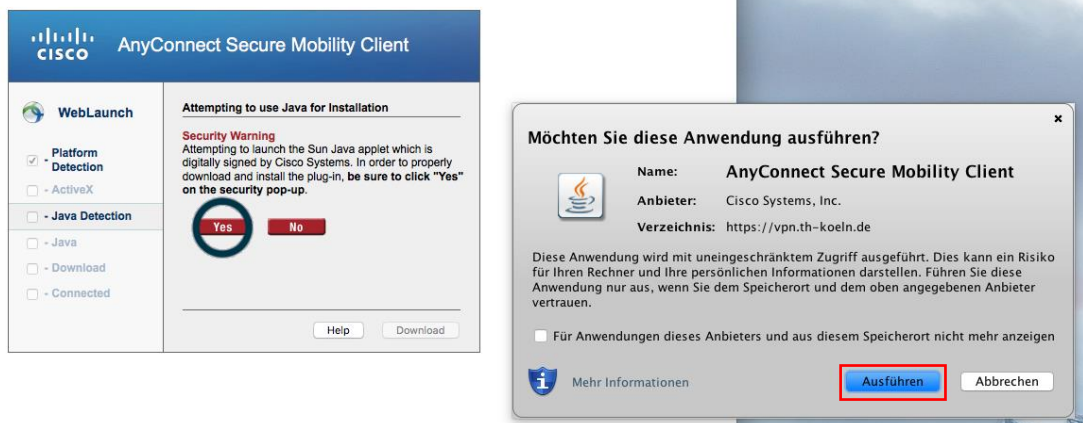 CISCO
AnyConnect Secure Mobility Client
WebLaunch
- Platform
Detection
- ActiveX
- Java Detection
- Java
- Download
- Connected
Attempting to use Java for Installation
Security Warning
Attempting to launch the Sun Java applet which is
digitally signed by Cisco Systems. In order to properly
download and install the plug-in, be sure to click "Yes"
on the security pop-up.
Yes
No
Help
Download
Möchten Sie diese Anwendung ausführen?
Name: AnyConnect Secure Mobility Client
Anbieter: Cisco Systems, Inc.
Verzeichnis: https://vpn.th-koeln.de
Diese Anwendung wird mit uneingeschränktem Zugriff ausgeführt. Dies kann ein Risiko
für Ihren Rechner und Ihre persönlichen Informationen darstellen. Führen Sie diese
Anwendung nur aus, wenn Sie dem Speicherort und dem oben angegebenen Anbieter
vertrauen.
Für Anwendungen dieses Anbieters und aus diesem Speicherort nicht mehr anzeigen
Mehr Informationen
Ausführen
Abbrechen